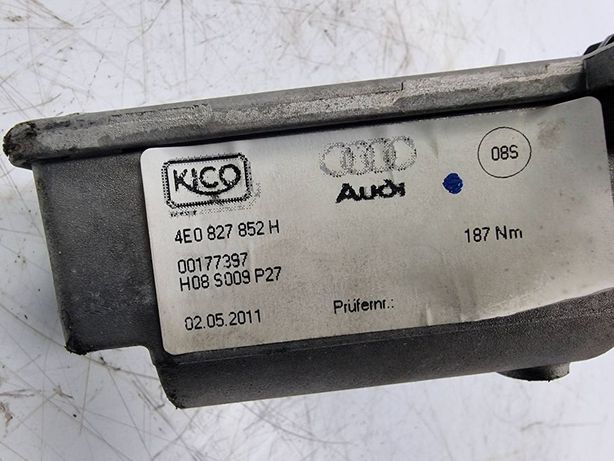 KICO
Audi
08S
4E0 827 852 H
187 Nm
00177397
H08 S009 P27
02.05.2011
Prüfernr.: